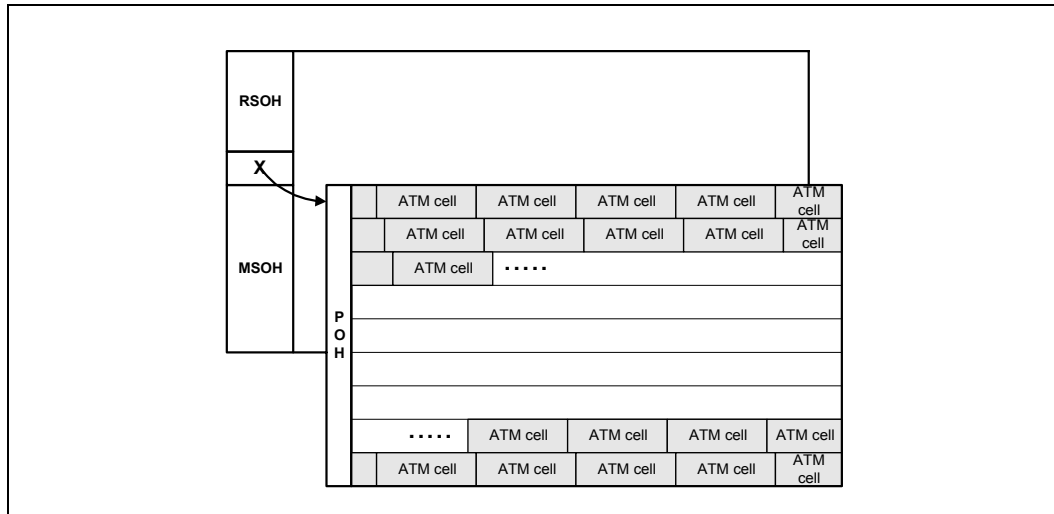 RSOH
X
ATM cell ATM cell ATM cell ATM cell ATM
cell
ATM cell ATM cell ATM cell ATM cell ATM
cell
MSOH
ATM cell .....
P
O
H
..... ATM cell ATM cell ATM cell ATM cell
ATM cell ATM cell ATM cell ATM cell ATM
cell